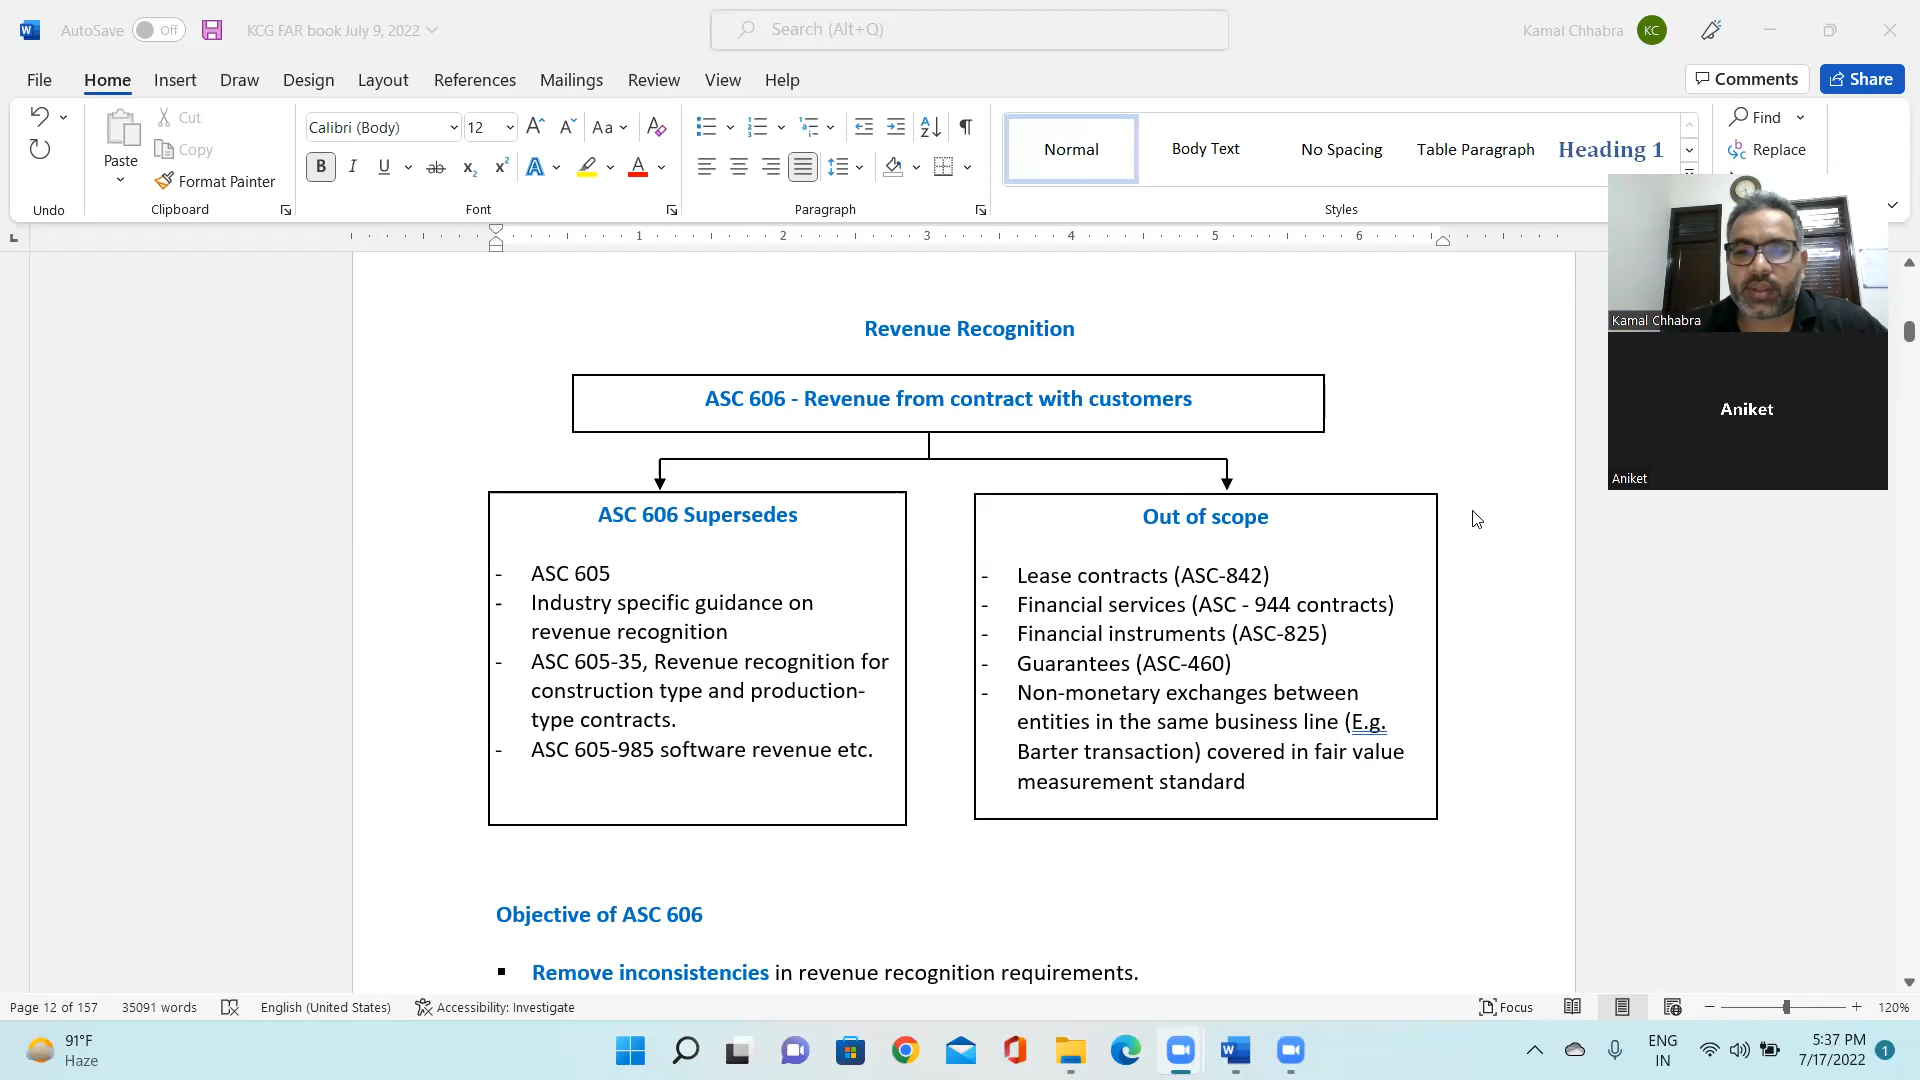 AutoSave Off KCG FAR book July 9, 2022 Search (Alt+Q) Kamal Chhabra KC
File Home Insert Draw Design Layout References Mailings Review View Help Comments Share
Paste Cut Copy Format Painter
Calibri (Body) 12
Normal Body Text No Spacing Table Paragraph Heading 1
Find
Replace
Undo Clipboard Font Paragraph Styles
1 2 3 4 5 6
Kamal Chhabra
Aniket
Aniket
Revenue Recognition
ASC 606 - Revenue from contract with customers
ASC 606 Supersedes
- ASC 605
- Industry specific guidance on
revenue recognition
- ASC 605-35, Revenue recognition for
construction type and production-
type contracts.
- ASC 605-985 software revenue etc.
Out of scope
- Lease contracts (ASC-842)
- Financial services (ASC - 944 contracts)
- Financial instruments (ASC-825)
- Guarantees (ASC-460)
- Non-monetary exchanges between
entities in the same business line (E.g.
Barter transaction) covered in fair value
measurement standard
Objective of ASC 606
▪ Remove inconsistencies in revenue recognition requirements.
Page 12 of 157 35091 words English (United States) Accessibility: Investigate Focus 120%
91°F
Haze
ENG
IN
5:37 PM
7/17/2022
1